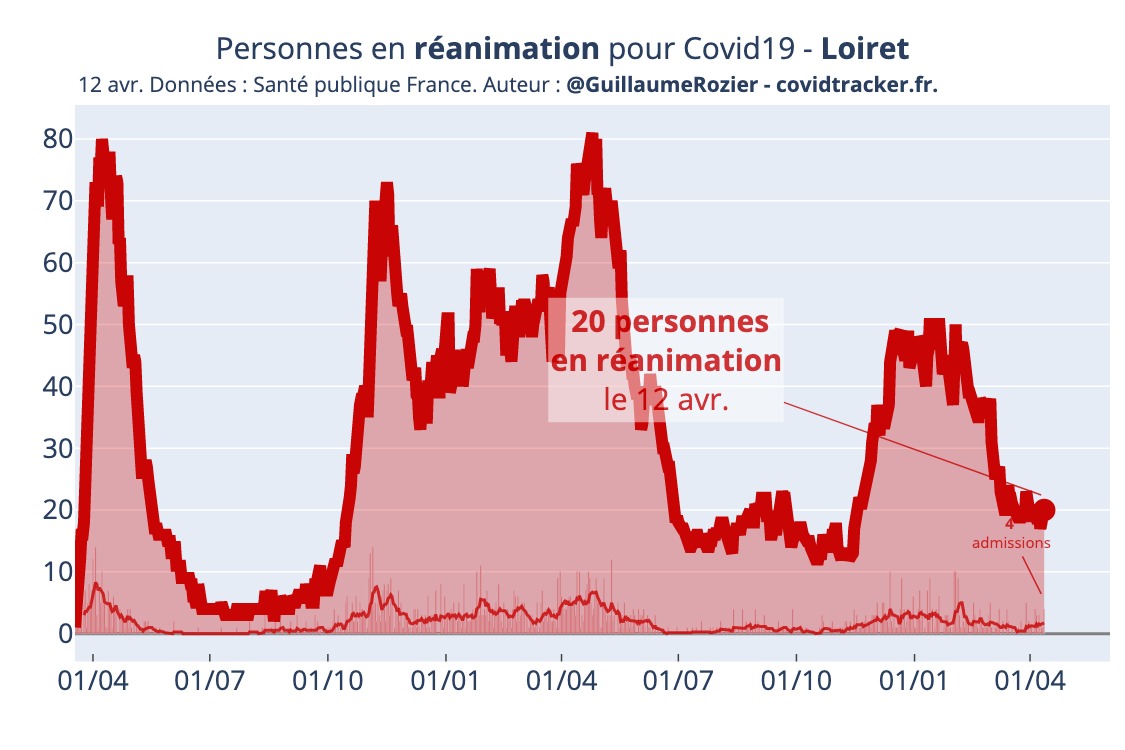 Personnes en réanimation pour Covid19 - Loiret
12 avr. Données : Santé publique France. Auteur : @GuillaumeRozier - covidtracker.fr.
80
70
60
50
40
30
20
10
0
20 personnes
en réanimation
le 12 avr.
4
admissions
01/04 01/07 01/10 01/01 01/04 01/07 01/10 01/01 01/04